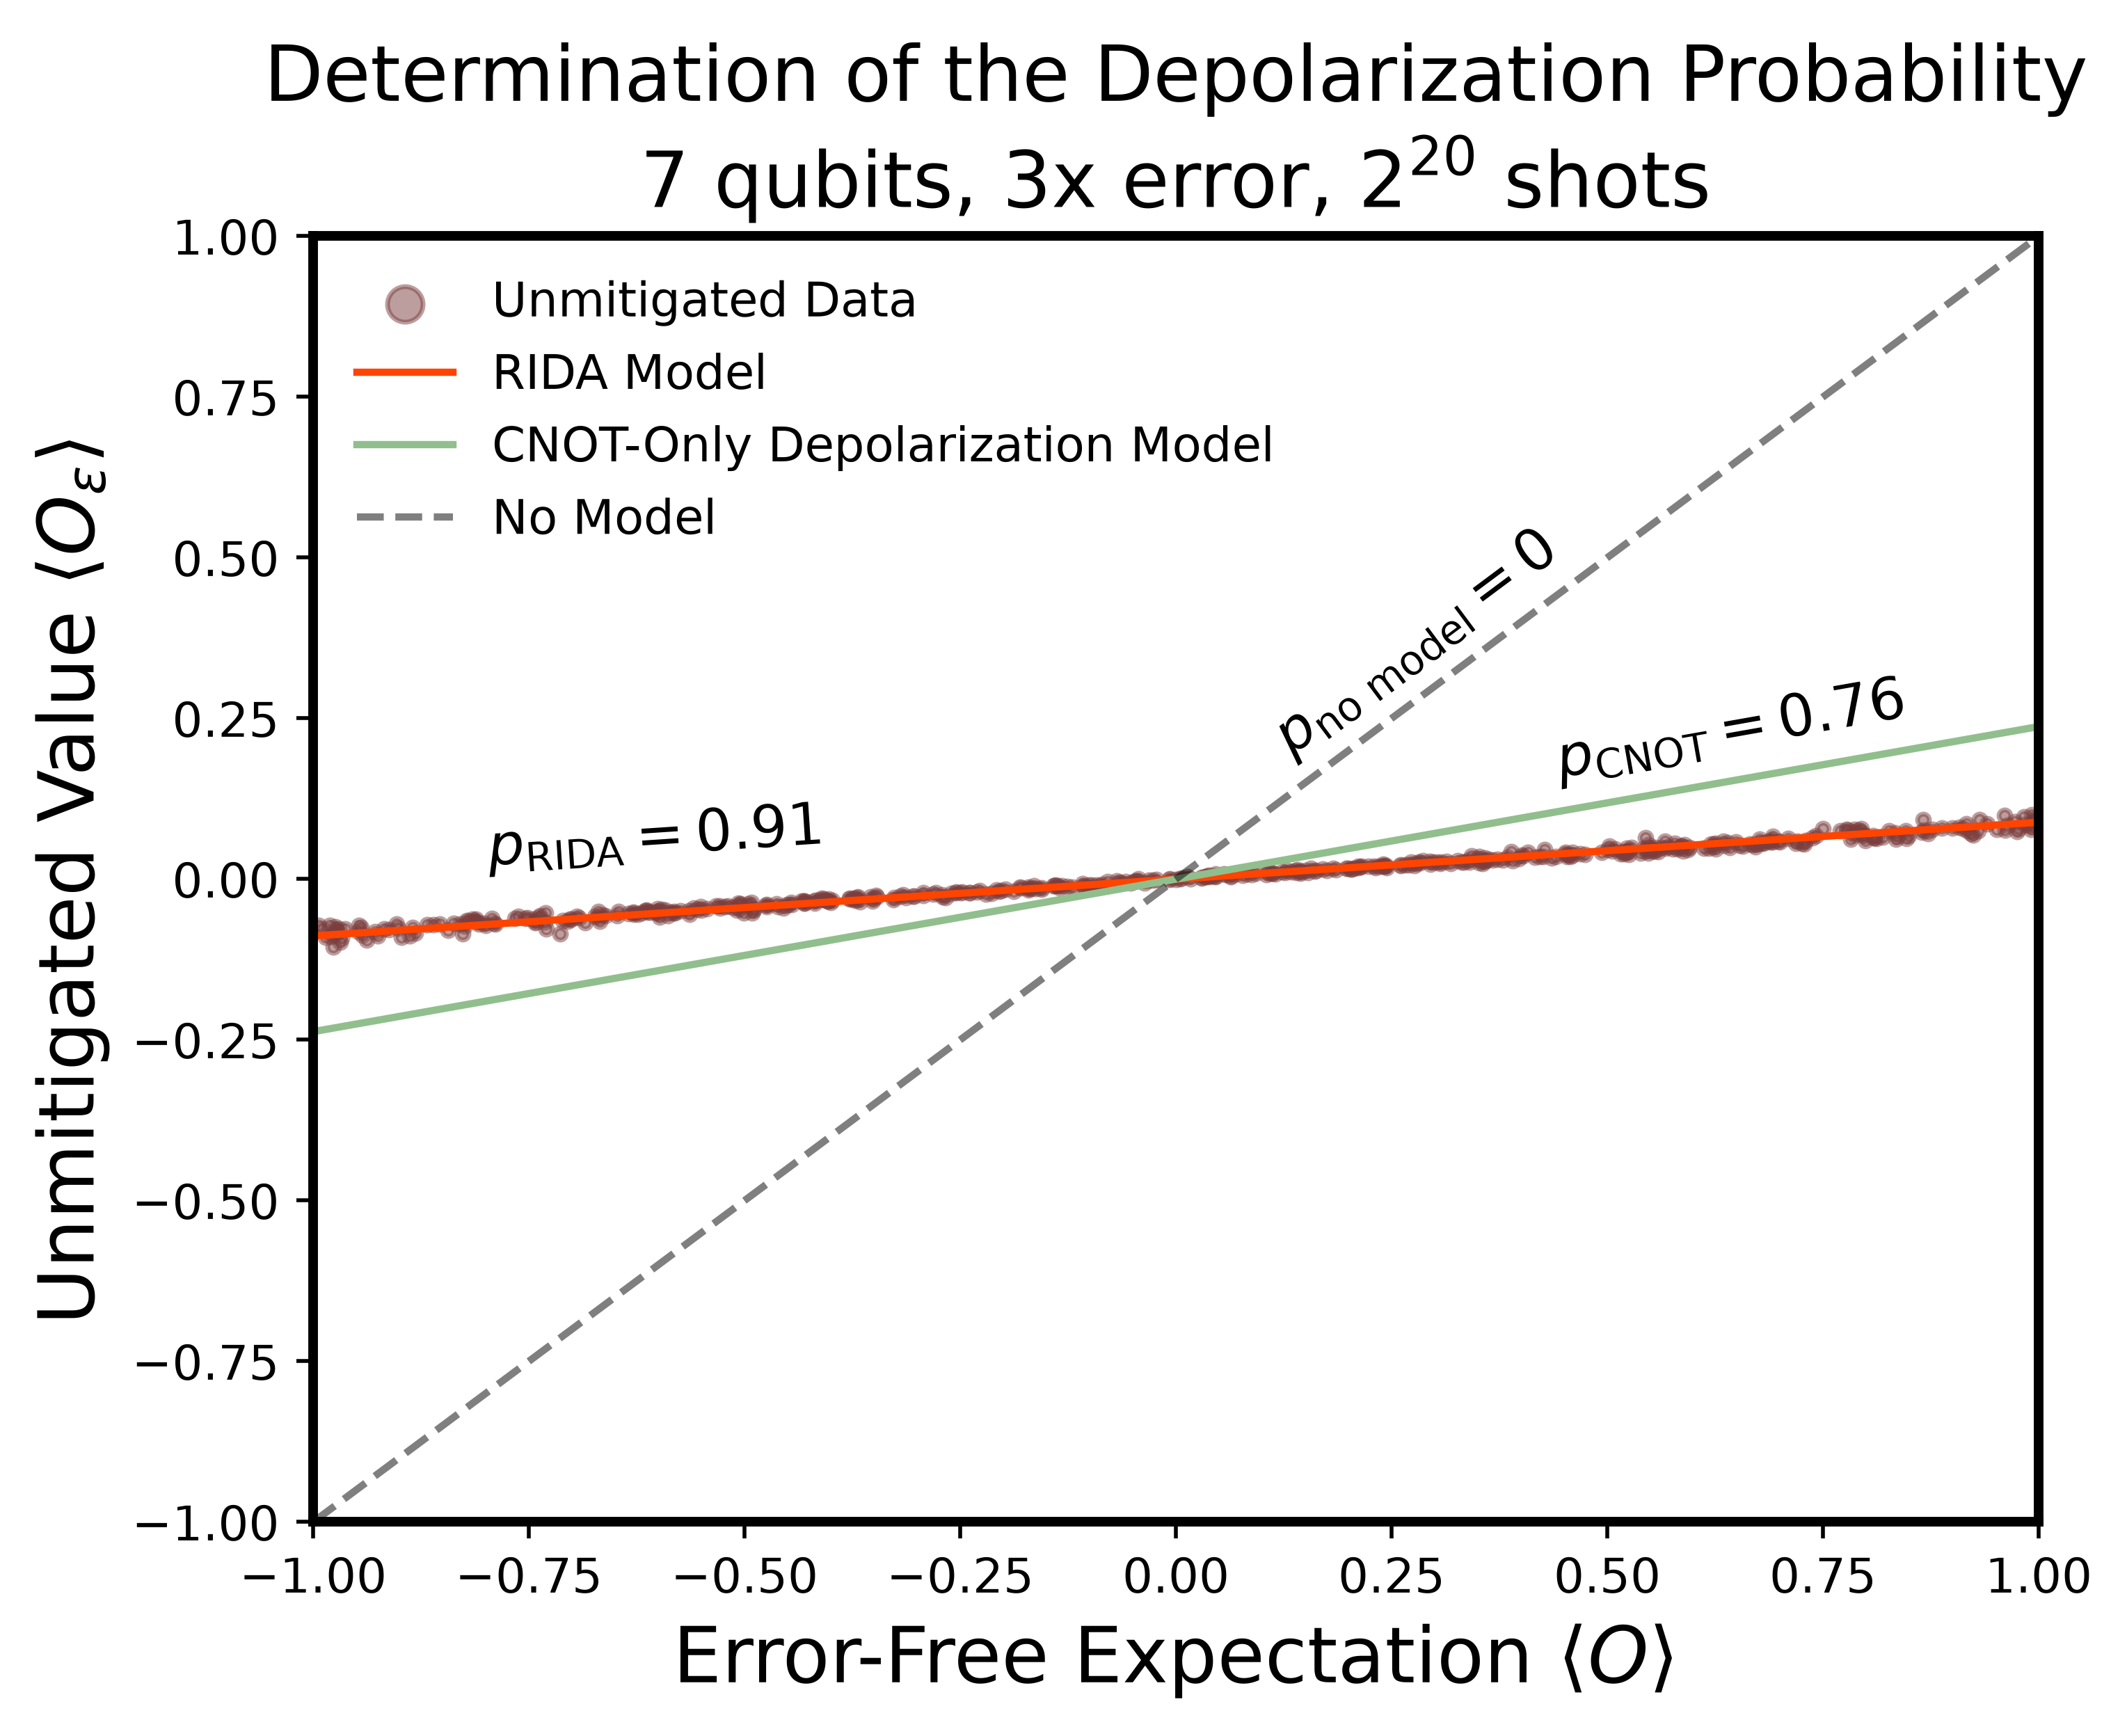 Determination of the Depolarization Probability
7 qubits, 3x error, 2²⁰ shots
Unmitigated Value ⟨O_ε⟩
1.00
0.75
0.50
0.25
0.00
−0.25
−0.50
−0.75
−1.00
Unmitigated Data
RIDA Model
CNOT-Only Depolarization Model
No Model
p_no model = 0
p_CNOT = 0.76
p_RIDA = 0.91
−1.00 −0.75 −0.50 −0.25 0.00 0.25 0.50 0.75 1.00
Error-Free Expectation ⟨O⟩